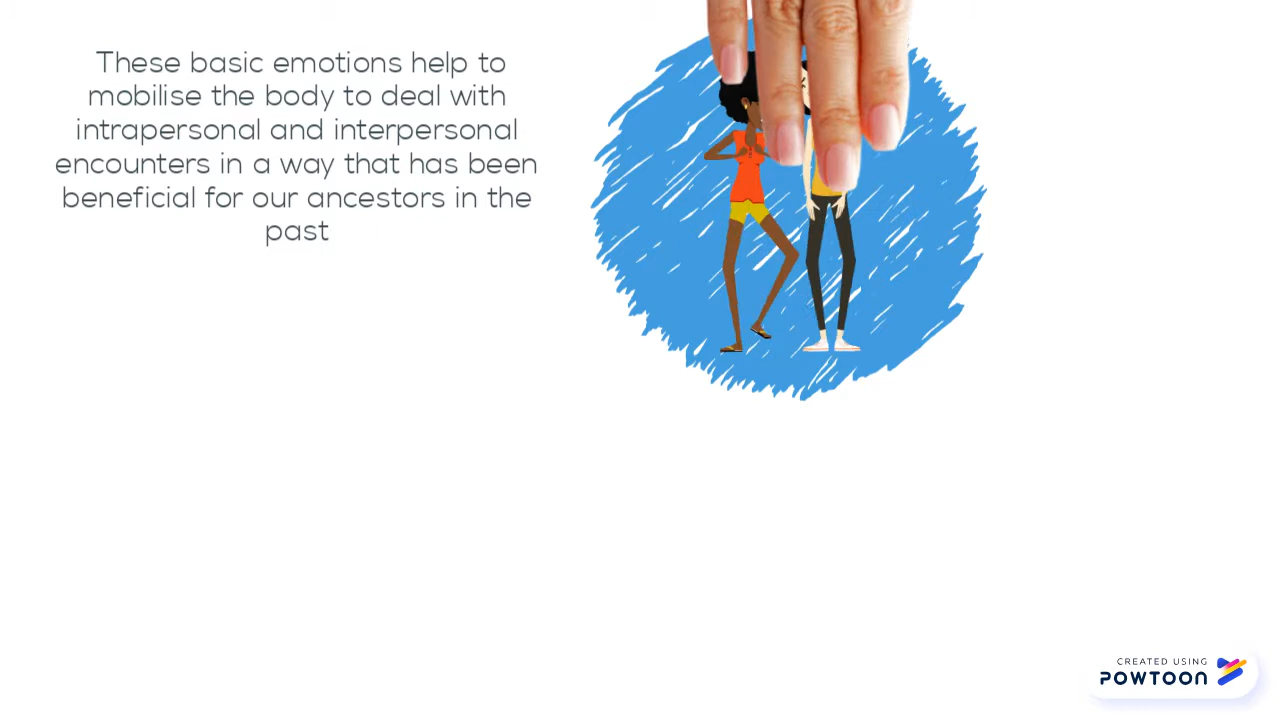 These basic emotions help to
mobilise the body to deal with
intrapersonal and interpersonal
encounters in a way that has been
beneficial for our ancestors in the
past
CREATED USING
POWTOON